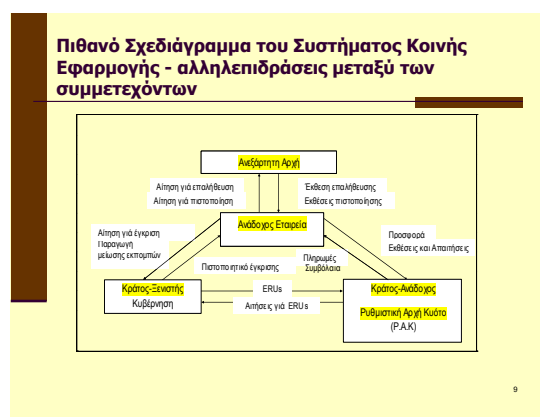 Πιθανό Σχεδιάγραμμα του Συστήματος Κοινής
Εφαρμογής - αλληλεπιδράσεις μεταξύ των
συμμετεχόντων
Ανεξάρτητη Αρχή
Αίτηση γιά επαλήθευση
Αίτηση γιά πιστοποίηση
Έκθεση επαλήθευσης
Εκθέσεις πιστοποίησης
Ανάδοχος Εταιρεία
Αίτηση γιά έγκριση
Παραγωγή
μείωσης εκπομπών
Προσφορά
Εκθέσεις και Απαιτήσεις
Πληρωμές
Συμβόλαια
Πιστοποιητικό έγκρισης
Κράτος-Ξενιστής
Κυβέρνηση
ERUs
Αιτήσεις γιά ERUs
Κράτος-Ανάδοχος
Ρυθμιστική Αρχή Κυότο
(Ρ.Α.Κ)
9